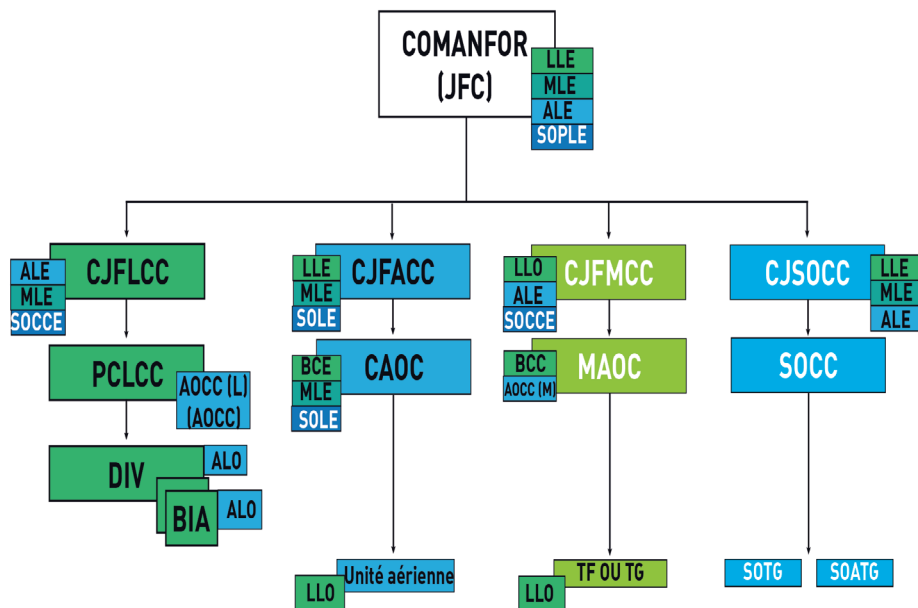 COMANFOR
(JFC)
LLE
MLE
ALE
SOPLE
ALE
MLE
SOCCE
CJFLCC
LLE
MLE
SOLE
CJFACC
LLO
ALE
SOCCE
CJFMCC
CJSOCC
LLE
MLE
ALE
PCLCC
AOCC (L)
(AOCC)
BCE
MLE
SOLE
CAOC
BCC
AOCC (M)
MAOC
SOCC
DIV
ALO
BIA
ALO
LLO
Unité aérienne
LLO
TF OU TG
SOTG
SOATG